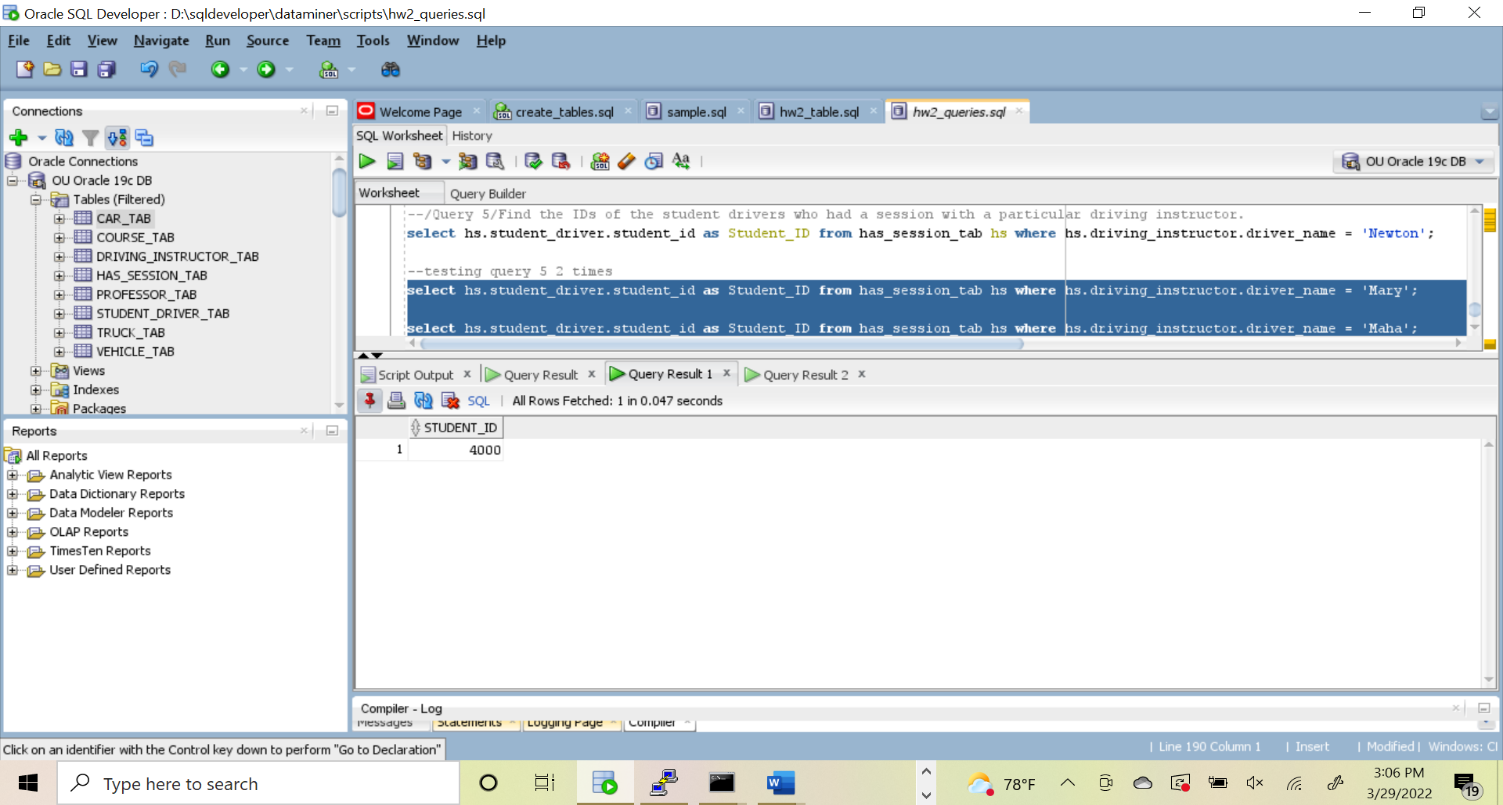 Oracle SQL Developer : D:\sqldeveloper\dataminer\scripts\hw2_queries.sql
File Edit View Navigate Run Source Team Tools Window Help
Connections
Oracle Connections
OU Oracle 19c DB
Tables (Filtered)
CAR_TAB
COURSE_TAB
DRIVING_INSTRUCTOR_TAB
HAS_SESSION_TAB
PROFESSOR_TAB
STUDENT_DRIVER_TAB
TRUCK_TAB
VEHICLE_TAB
Views
Indexes
Packages
Reports
All Reports
Analytic View Reports
Data Dictionary Reports
Data Modeler Reports
OLAP Reports
TimesTen Reports
User Defined Reports
Welcome Page create_tables.sql sample.sql hw2_table.sql hw2_queries.sql
SQL Worksheet History
OU Oracle 19c DB
Worksheet Query Builder
--/Query 5/Find the IDs of the student drivers who had a session with a particular driving instructor.
select hs.student_driver.student_id as Student_ID from has_session_tab hs where hs.driving_instructor.driver_name = 'Newton';
--testing query 5 2 times
select hs.student_driver.student_id as Student_ID from has_session_tab hs where hs.driving_instructor.driver_name = 'Mary';
select hs.student_driver.student_id as Student_ID from has_session_tab hs where hs.driving_instructor.driver_name = 'Maha';
Script Output Query Result Query Result 1 Query Result 2
SQL All Rows Fetched: 1 in 0.047 seconds
STUDENT_ID
1 4000
Compiler - Log
Messages Statements Logging Page Compiler
Click on an identifier with the Control key down to perform "Go to Declaration"
Line 190 Column 1 Insert Modified Windows: Cl
Type here to search
78°F
3:06 PM
3/29/2022
19